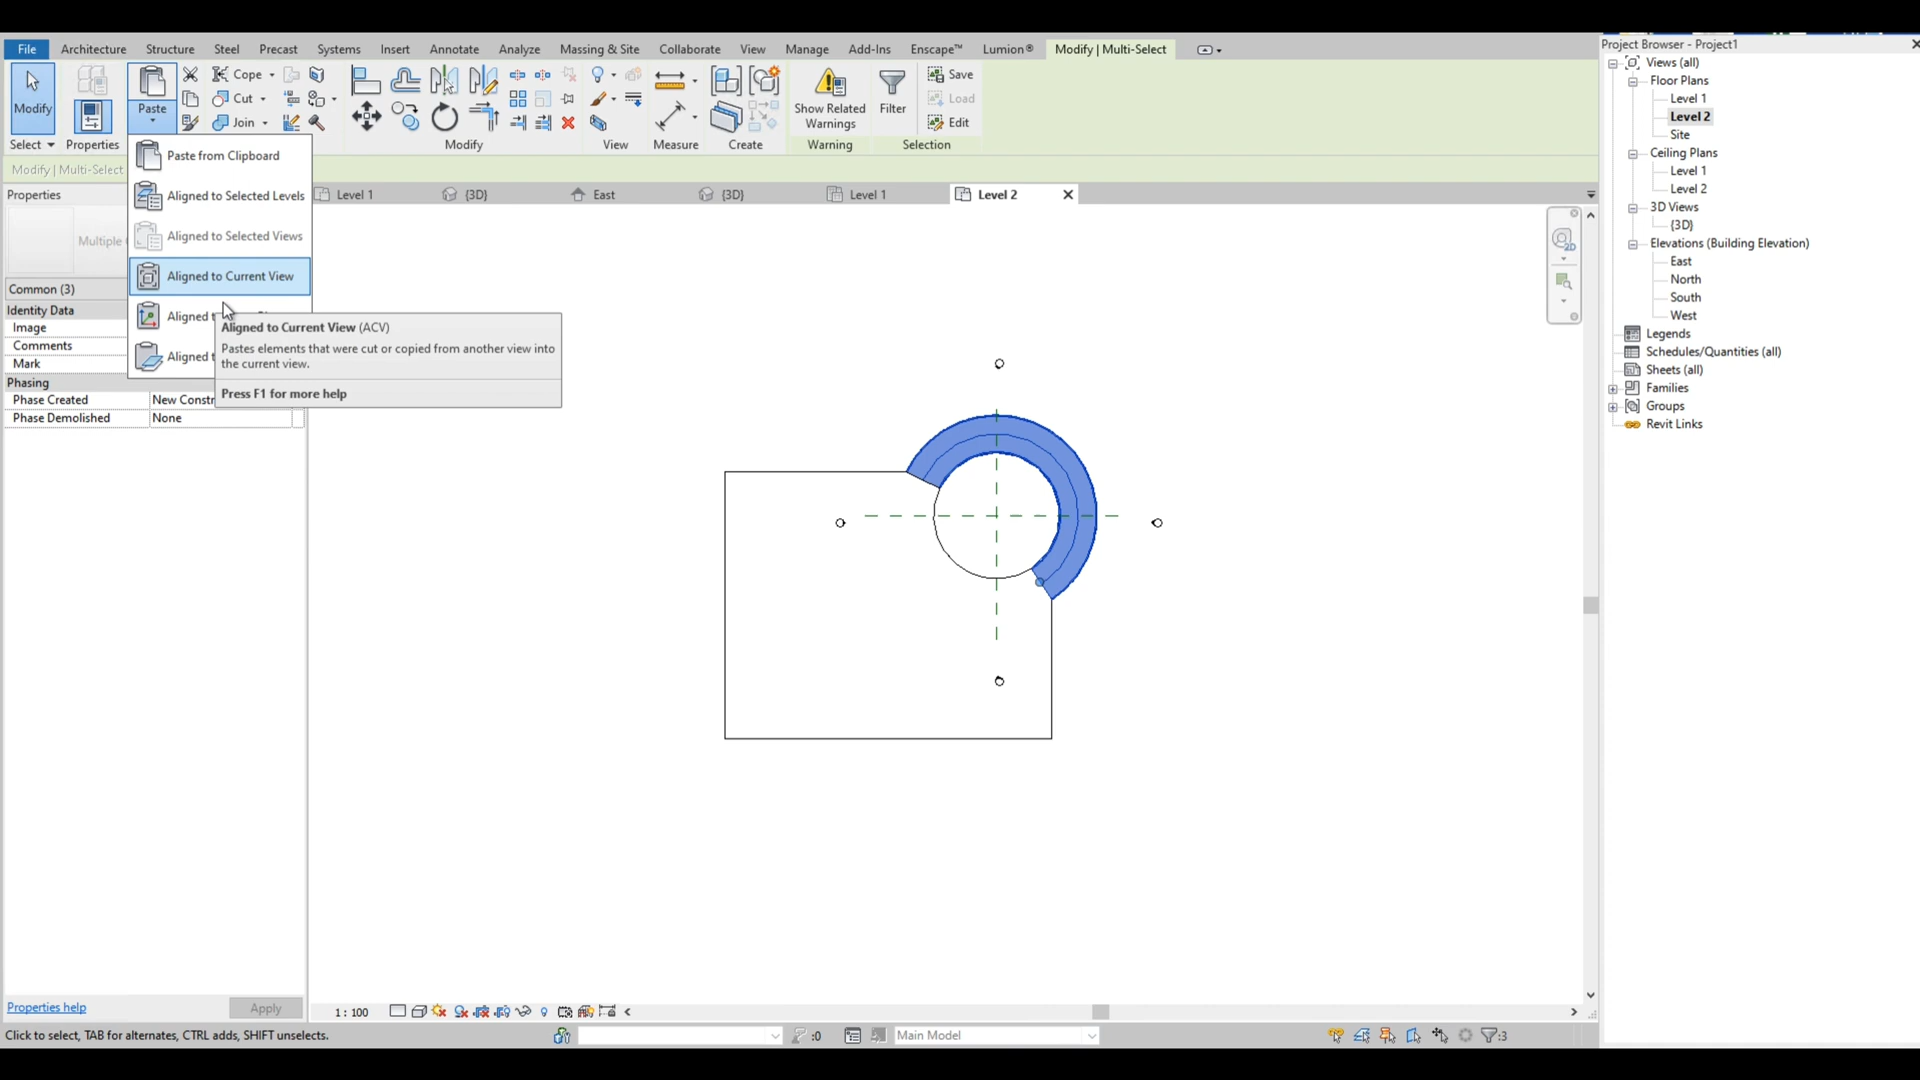 File Architecture Structure Steel Precast Systems Insert Annotate Analyze Massing & Site Collaborate View Manage Add-Ins Enscape™ Lumion® Modify | Multi-Select
Project Browser - Project1
Modify
Paste
Cope
Cut
Join
Show Related
Warnings
Filter
Save
Load
Edit
Select Properties Modify View Measure Create Warning Selection
Modify | Multi-Select
Paste from Clipboard
Aligned to Selected Levels
Aligned to Selected Views
Aligned to Current View
Aligned t
Aligned t
Aligned to Current View (ACV)
Pastes elements that were cut or copied from another view into
the current view.
Press F1 for more help
Level 1 {3D} East {3D} Level 1 Level 2
Properties
Multiple
Common (3)
Identity Data
Image
Comments
Mark
Phasing
Phase Created New Constr
Phase Demolished None
Properties help
Apply
2D
1 : 100
Click to select, TAB for alternates, CTRL adds, SHIFT unselects.
:0
Main Model
:3
Views (all)
Floor Plans
Level 1
Level 2
Site
Ceiling Plans
Level 1
Level 2
3D Views
{3D}
Elevations (Building Elevation)
East
North
South
West
Legends
Schedules/Quantities (all)
Sheets (all)
Families
Groups
Revit Links